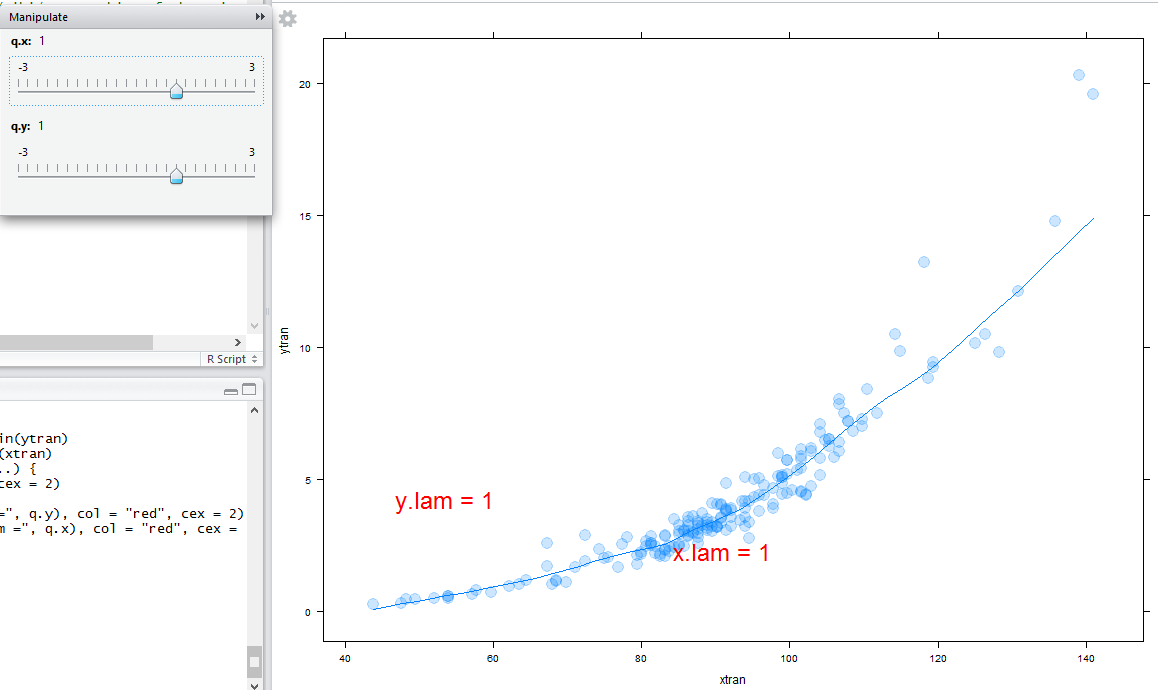 Manipulate
q.x: 1
-3 3
q.y: 1
-3 3
R Script
in(ytran)
(xtran)
..) {
cex = 2)
=", q.y), col = "red", cex = 2)
m =", q.x), col = "red", cex =
ytran
20
15
10
5
0
y.lam = 1
x.lam = 1
40 60 80 100 120 140
xtran